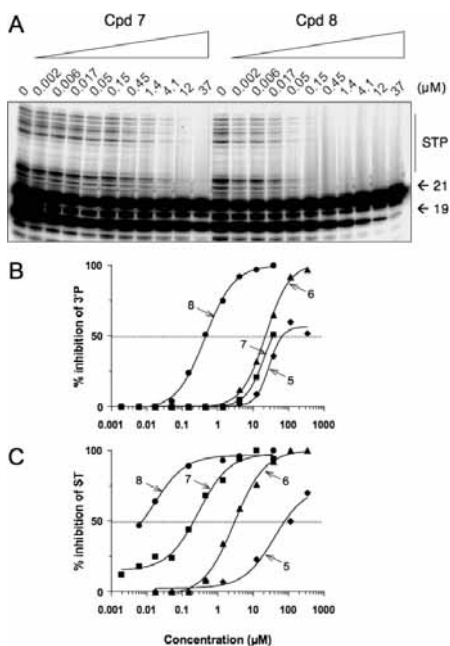 A
Cpd 7 Cpd 8
0 0.002 0.006 0.017 0.05 0.15 0.45 1.4 4.1 12 37 0 0.002 0.006 0.017 0.05 0.15 0.45 1.4 4.1 12 37 (µM)
STP
← 21
← 19
B
% inhibition of 3'P
100
50
0
8
6
7
5
0.001 0.01 0.1 1 10 100 1000
C
% inhibition of ST
100
50
0
8
7
6
5
0.001 0.01 0.1 1 10 100 1000
Concentration (µM)